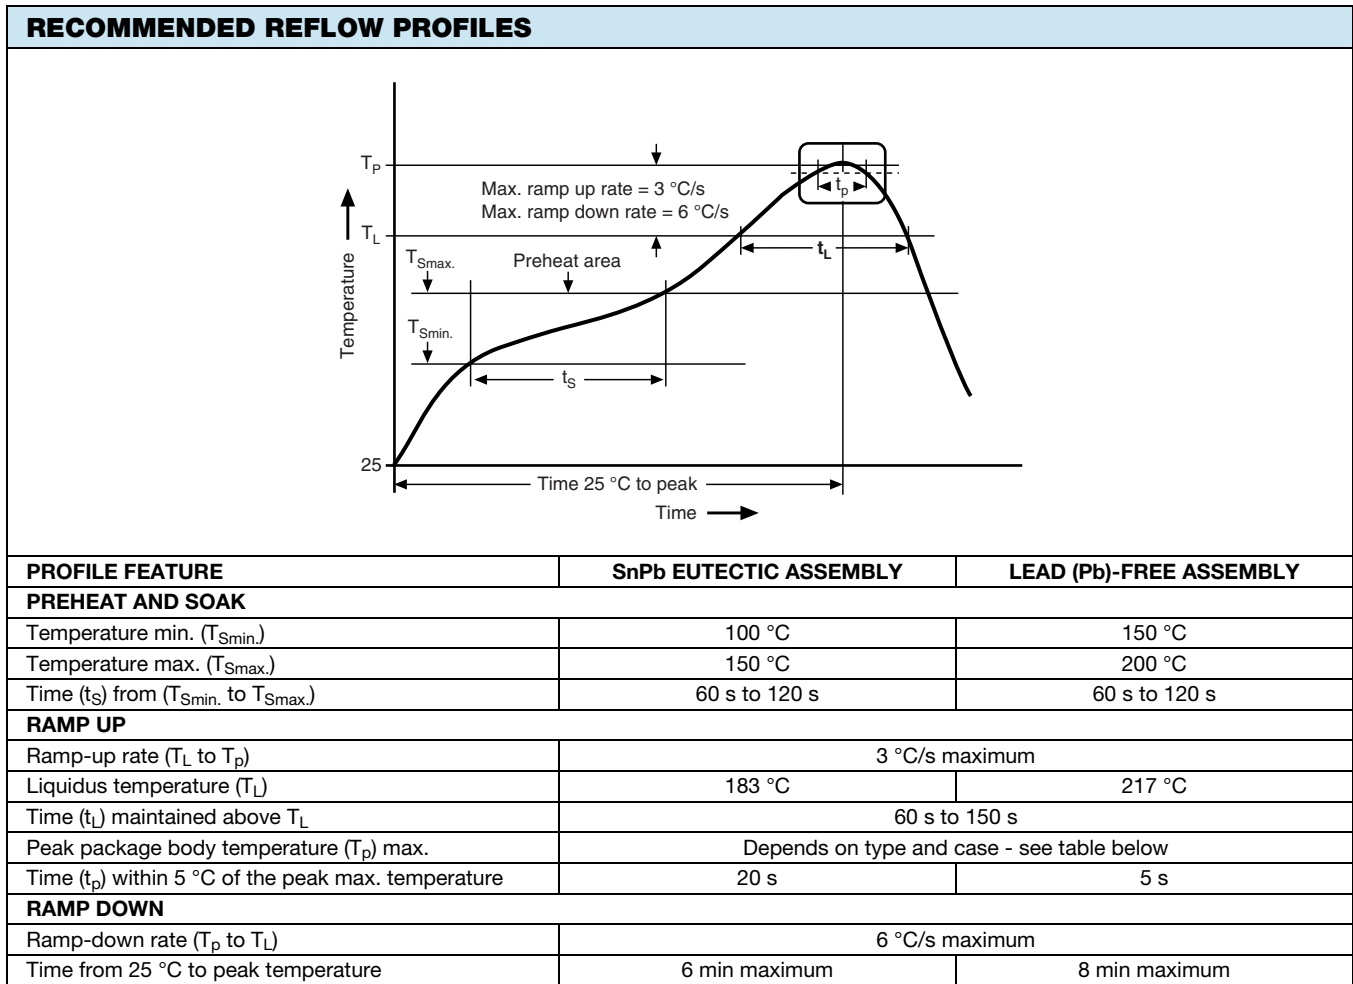 RECOMMENDED REFLOW PROFILES
TP
Max. ramp up rate = 3 °C/s
Max. ramp down rate = 6 °C/s
tp
TL
tL
TSmax.
Preheat area
Temperature
TSmin.
tS
25
Time 25 °C to peak
Time
PROFILE FEATURE SnPb EUTECTIC ASSEMBLY LEAD (Pb)-FREE ASSEMBLY
PREHEAT AND SOAK
Temperature min. (TSmin.) 100 °C 150 °C
Temperature max. (TSmax.) 150 °C 200 °C
Time (tS) from (TSmin. to TSmax.) 60 s to 120 s 60 s to 120 s
RAMP UP
Ramp-up rate (TL to Tp) 3 °C/s maximum
Liquidus temperature (TL) 183 °C 217 °C
Time (tL) maintained above TL 60 s to 150 s
Peak package body temperature (Tp) max. Depends on type and case - see table below
Time (tp) within 5 °C of the peak max. temperature 20 s 5 s
RAMP DOWN
Ramp-down rate (Tp to TL) 6 °C/s maximum
Time from 25 °C to peak temperature 6 min maximum 8 min maximum